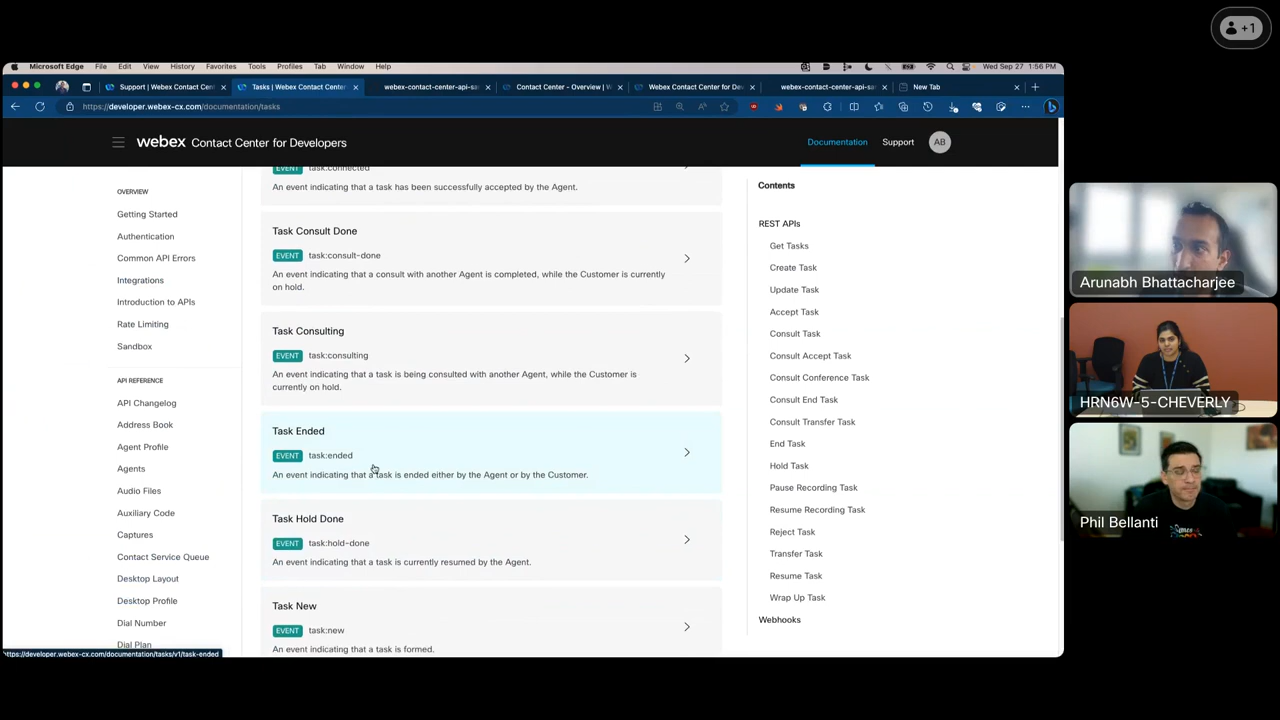 +1
Microsoft Edge File Edit View History Favorites Tools Profiles Tab Window Help Wed Sep 27 1:56 PM
Support | Webex Contact Cen Tasks | Webex Contact Center webex-contact-center-api-sam Contact Center - Overview | W Webex Contact Center for Dev webex-contact-center-api-sa New Tab
https://developer.webex-cx.com/documentation/tasks
webex Contact Center for Developers
Documentation
Support
AB
OVERVIEW
Getting Started
Authentication
Common API Errors
Integrations
Introduction to APIs
Rate Limiting
Sandbox
API REFERENCE
API Changelog
Address Book
Agent Profile
Agents
Audio Files
Auxiliary Code
Captures
Contact Service Queue
Desktop Layout
Desktop Profile
Dial Number
Dial Plan
https://developer.webex-cx.com/documentation/tasks/v1/task-ended
EVENT task:connected
An event indicating that a task has been successfully accepted by the Agent.
Task Consult Done
EVENT task:consult-done
An event indicating that a consult with another Agent is completed, while the Customer is currently
on hold.
Task Consulting
EVENT task:consulting
An event indicating that a task is being consulted with another Agent, while the Customer is
currently on hold.
Task Ended
EVENT task:ended
An event indicating that a task is ended either by the Agent or by the Customer.
Task Hold Done
EVENT task:hold-done
An event indicating that a task is currently resumed by the Agent.
Task New
EVENT task:new
An event indicating that a task is formed.
Contents
REST APIs
Get Tasks
Create Task
Update Task
Accept Task
Consult Task
Consult Accept Task
Consult Conference Task
Consult End Task
Consult Transfer Task
End Task
Hold Task
Pause Recording Task
Resume Recording Task
Reject Task
Transfer Task
Resume Task
Wrap Up Task
Webhooks
Arunabh Bhattacharjee
HRN6W-5-CHEVERLY
Phil Bellanti